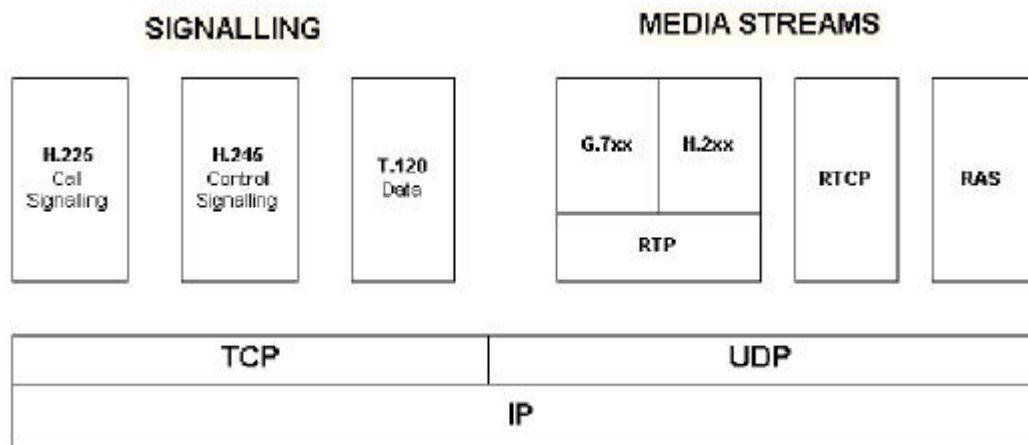 SIGNALLING
MEDIA STREAMS
H.225
Call
Signaling
H.245
Control
Signalling
T.120
Data
G.7xx
H.2xx
RTP
RTCP
RAS
TCP
UDP
IP